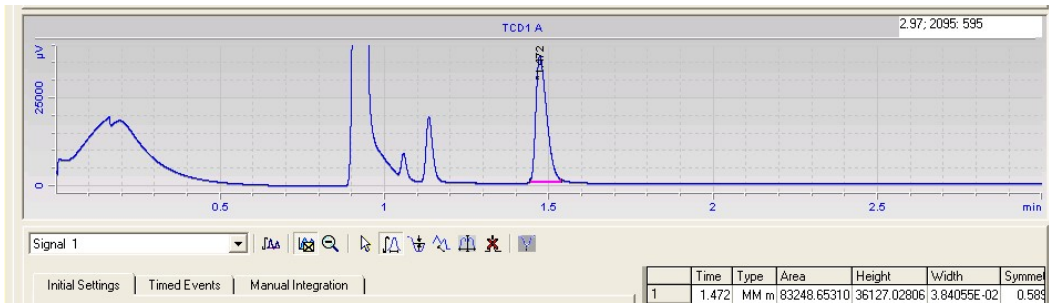 TCD1 A
2.97; 2095: 595
µV
25000
0
1.472
0.5
1
1.5
2
2.5
min
Signal 1
Initial Settings
Timed Events
Manual Integration
Time Type Area Height Width Symmet
1 1.472 MM m 83248.65310 36127.02806 3.84055E-02 0.589